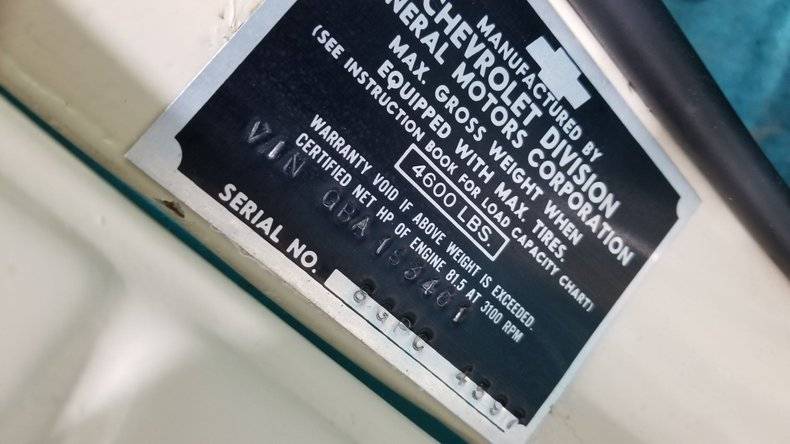 MANUFACTURED BY
CHEVROLET DIVISION
GENERAL MOTORS CORPORATION
MAX. GROSS WEIGHT WHEN
EQUIPPED WITH MAX. TIRES.
(SEE INSTRUCTION BOOK FOR LOAD CAPACITY CHART)
4600 LBS.
WARRANTY VOID IF ABOVE WEIGHT IS EXCEEDED.
CERTIFIED NET HP OF ENGINE 81.5 AT 3100 RPM
VIN
SERIAL NO.